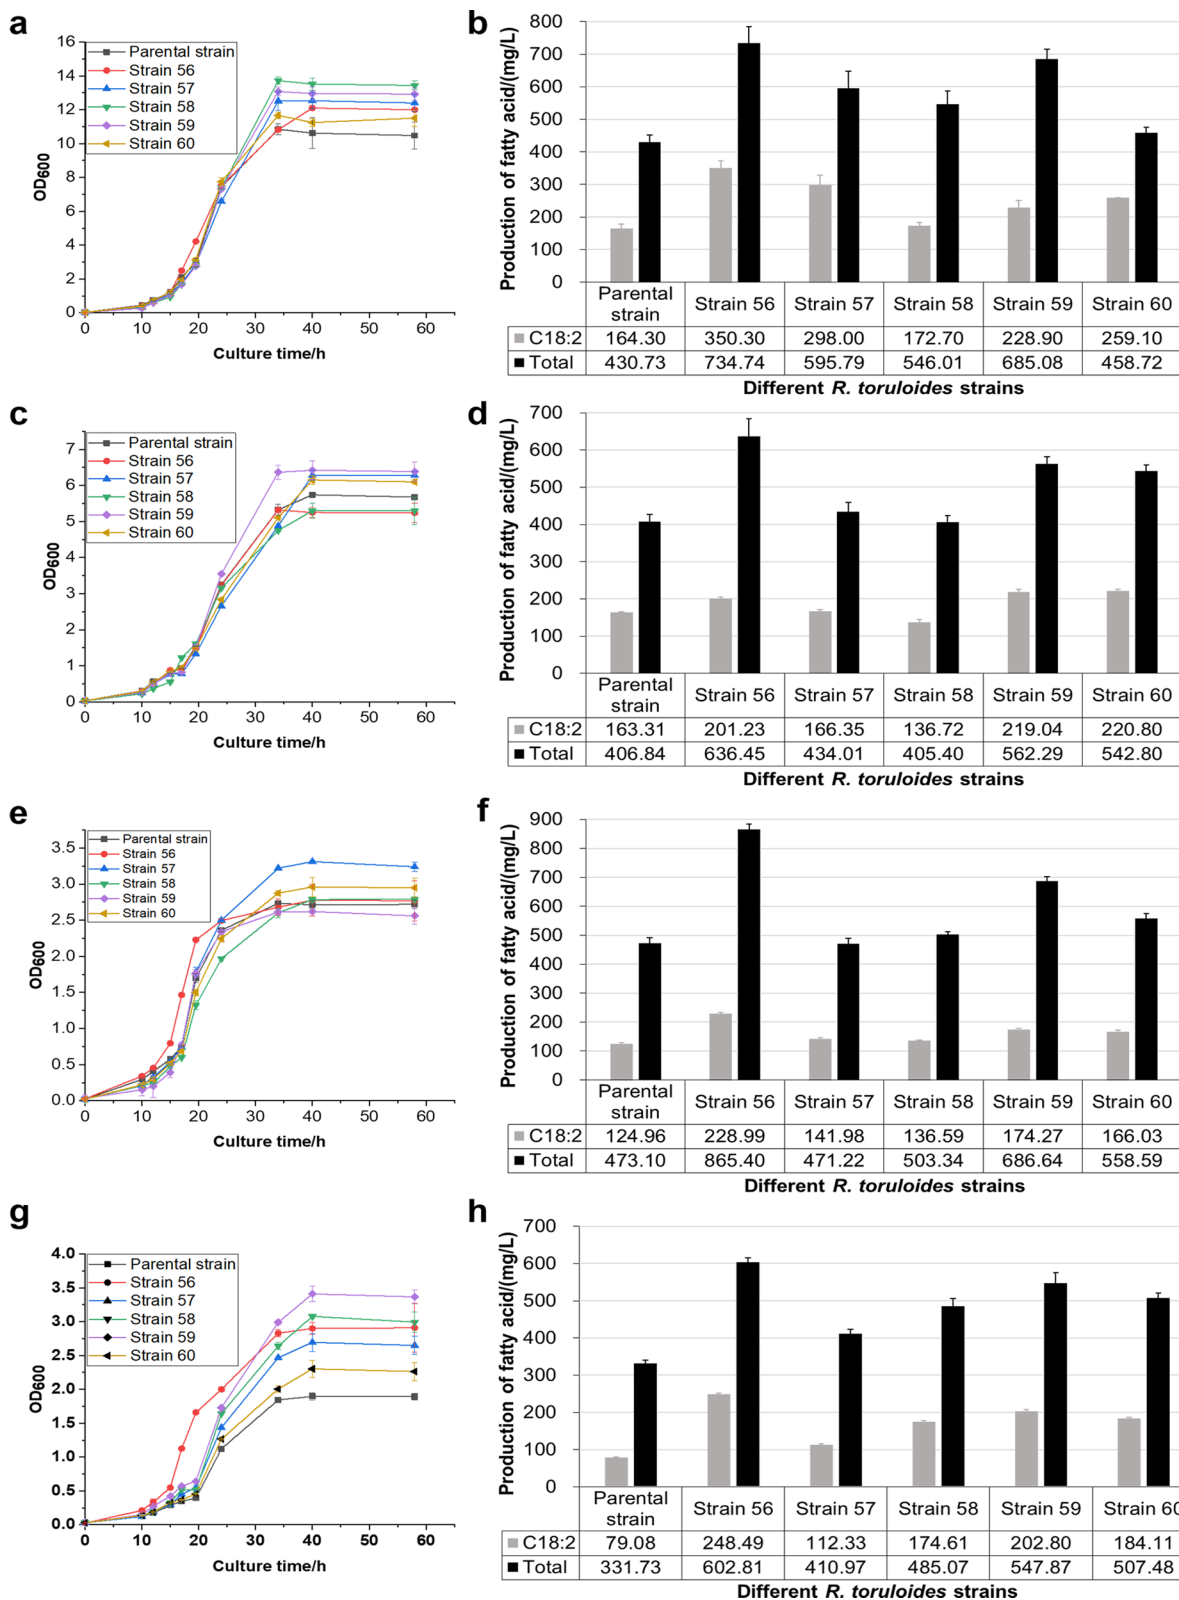 a
16
14
12
10
8
6
4
2
0
OD600
Parental strain
Strain 56
Strain 57
Strain 58
Strain 59
Strain 60
0 10 20 30 40 50 60
Culture time/h
b
Production of fatty acid/(mg/L)
800
700
600
500
400
300
200
100
0
Parental strain Strain 56 Strain 57 Strain 58 Strain 59 Strain 60
C18:2 164.30 350.30 298.00 172.70 228.90 259.10
Total 430.73 734.74 595.79 546.01 685.08 458.72
Different R. toruloides strains
c
7
6
5
4
3
2
1
0
OD600
Parental strain
Strain 56
Strain 57
Strain 58
Strain 59
Strain 60
0 10 20 30 40 50 60
Culture time/h
d
Production of fatty acid/(mg/L)
700
600
500
400
300
200
100
0
Parental strain Strain 56 Strain 57 Strain 58 Strain 59 Strain 60
C18:2 163.31 201.23 166.35 136.72 219.04 220.80
Total 406.84 636.45 434.01 405.40 562.29 542.80
Different R. toruloides strains
e
3.5
3.0
2.5
2.0
1.5
1.0
0.5
0.0
OD600
Parental strain
Strain 56
Strain 57
Strain 58
Strain 59
Strain 60
0 10 20 30 40 50 60
Culture time/h
f
Production of fatty acid/(mg/L)
900
800
700
600
500
400
300
200
100
0
Parental strain Strain 56 Strain 57 Strain 58 Strain 59 Strain 60
C18:2 124.96 228.99 141.98 136.59 174.27 166.03
Total 473.10 865.40 471.22 503.34 686.64 558.59
Different R. toruloides strains
g
4.0
3.5
3.0
2.5
2.0
1.5
1.0
0.5
0.0
OD600
Parental strain
Strain 56
Strain 57
Strain 58
Strain 59
Strain 60
0 10 20 30 40 50 60
Culture time/h
h
Production of fatty acid/(mg/L)
700
600
500
400
300
200
100
0
Parental strain Strain 56 Strain 57 Strain 58 Strain 59 Strain 60
C18:2 79.08 248.49 112.33 174.61 202.80 184.11
Total 331.73 602.81 410.97 485.07 547.87 507.48
Different R. toruloides strains